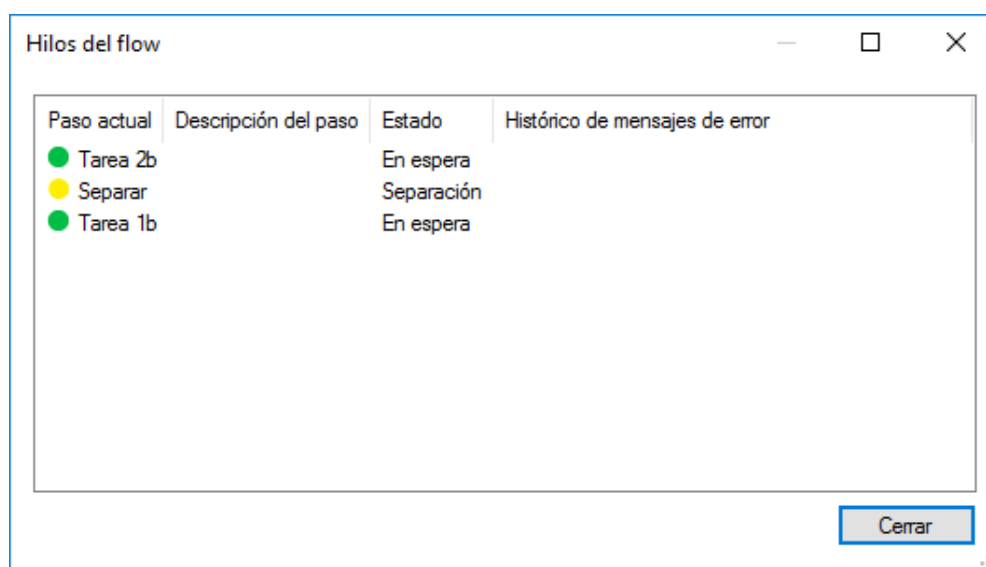 Hilos del flow
Paso actual Descripción del paso Estado Histórico de mensajes de error
Tarea 2b En espera
Separar Separación
Tarea 1b En espera
Cerrar